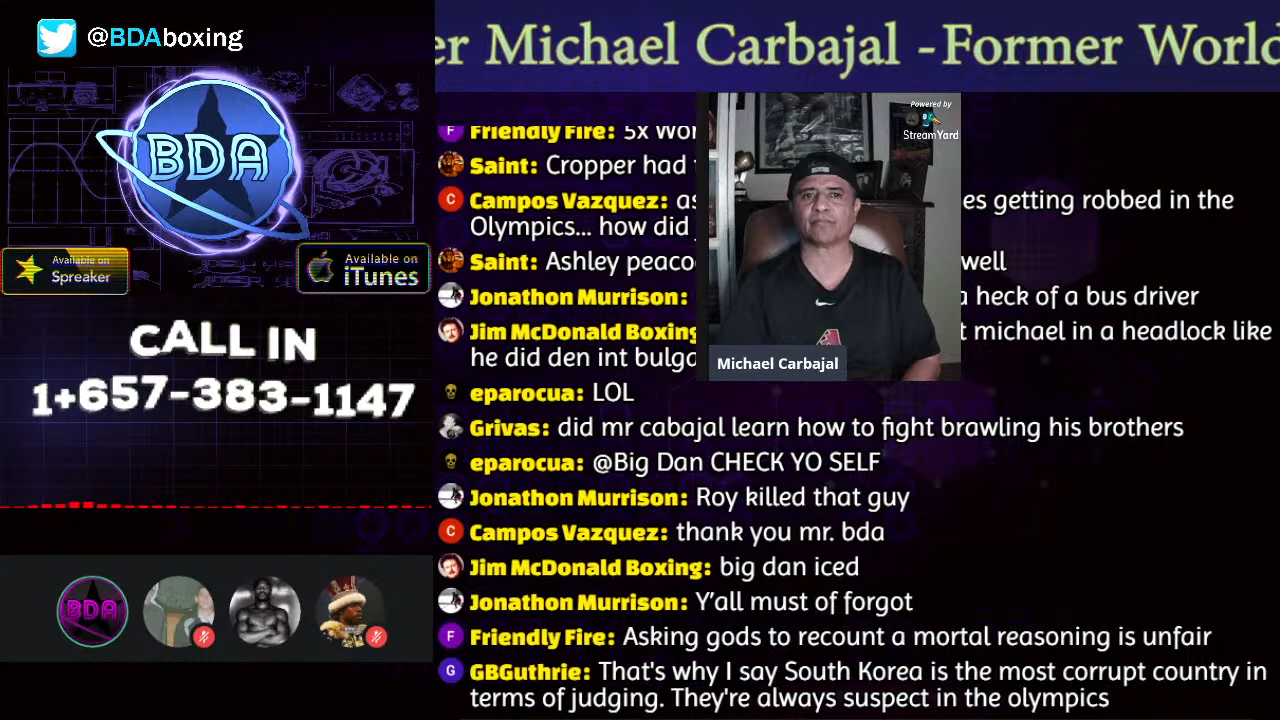 @BDAboxing
er Michael Carbajal - Former World
BDA
Available on
Spreaker
Available on
iTunes
CALL IN
1+657-383-1147
BDA
Powered by
StreamYard
Michael Carbajal
Friendly Fire: 5x Wor
Saint: Cropper had
Campos Vazquez: as es getting robbed in the
Olympics... how did
Saint: Ashley peaco well
Jonathon Murrison: a heck of a bus driver
Jim McDonald Boxing t michael in a headlock like
he did den int bulga
eparocua: LOL
Grivas: did mr cabajal learn how to fight brawling his brothers
eparocua: @Big Dan CHECK YO SELF
Jonathon Murrison: Roy killed that guy
Campos Vazquez: thank you mr. bda
Jim McDonald Boxing: big dan iced
Jonathon Murrison: Y'all must of forgot
Friendly Fire: Asking gods to recount a mortal reasoning is unfair
GBGuthrie: That's why I say South Korea is the most corrupt country in
terms of judging. They're always suspect in the olympics